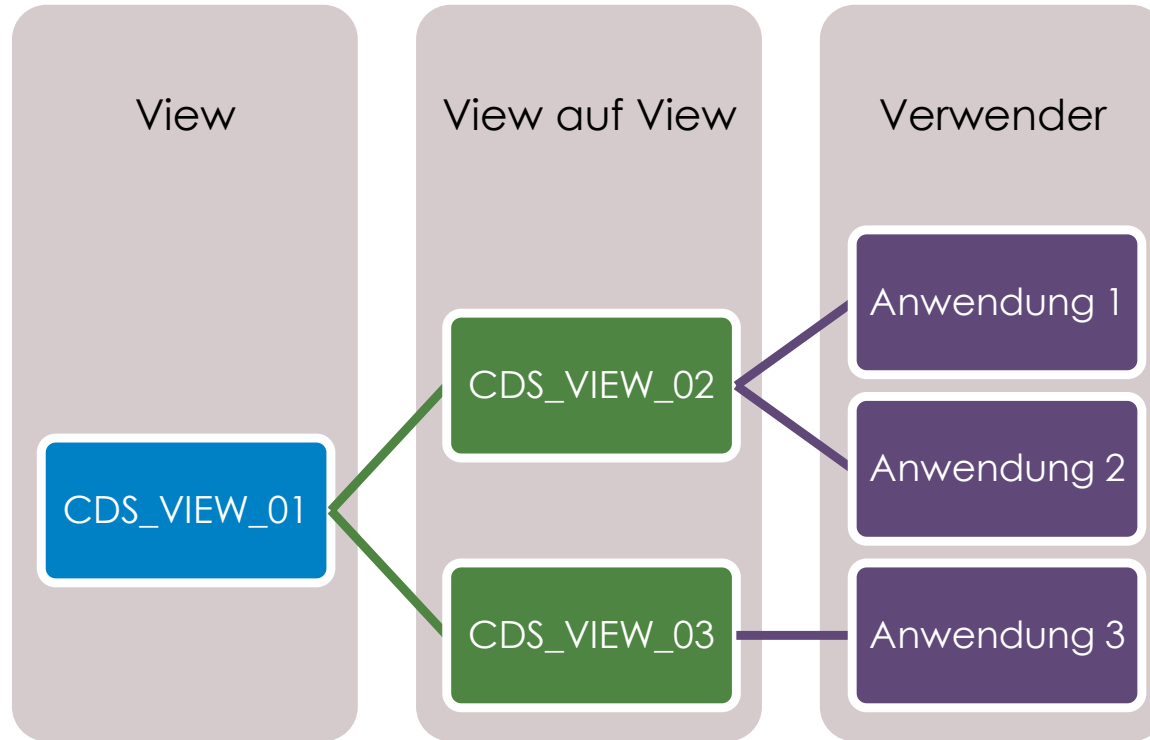 View
View auf View
Verwender
CDS_VIEW_01
CDS_VIEW_02
CDS_VIEW_03
Anwendung 1
Anwendung 2
Anwendung 3